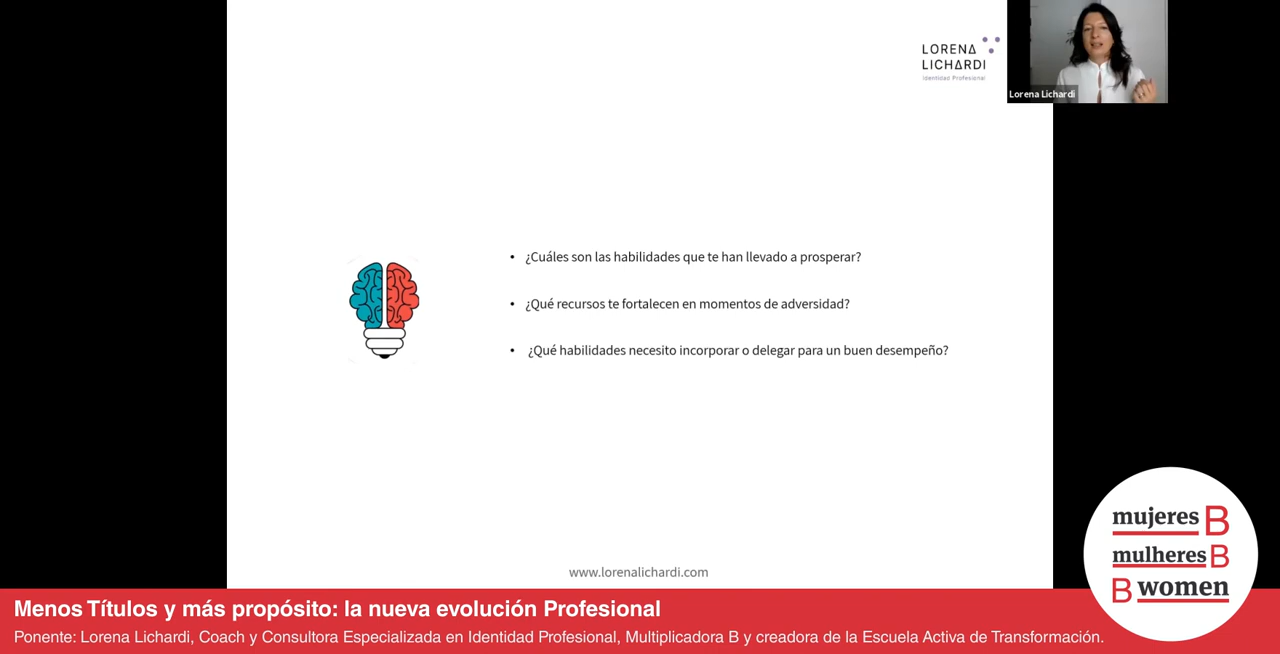 LORENA
LICHARDI
Identidad Profesional
Lorena Lichardi
• ¿Cuáles son las habilidades que te han llevado a prosperar?
• ¿Qué recursos te fortalecen en momentos de adversidad?
• ¿Qué habilidades necesito incorporar o delegar para un buen desempeño?
www.lorenalichardi.com
mujeres B
mulheres B
B women
Menos Títulos y más propósito: la nueva evolución Profesional
Ponente: Lorena Lichardi, Coach y Consultora Especializada en Identidad Profesional, Multiplicadora B y creadora de la Escuela Activa de Transformación.